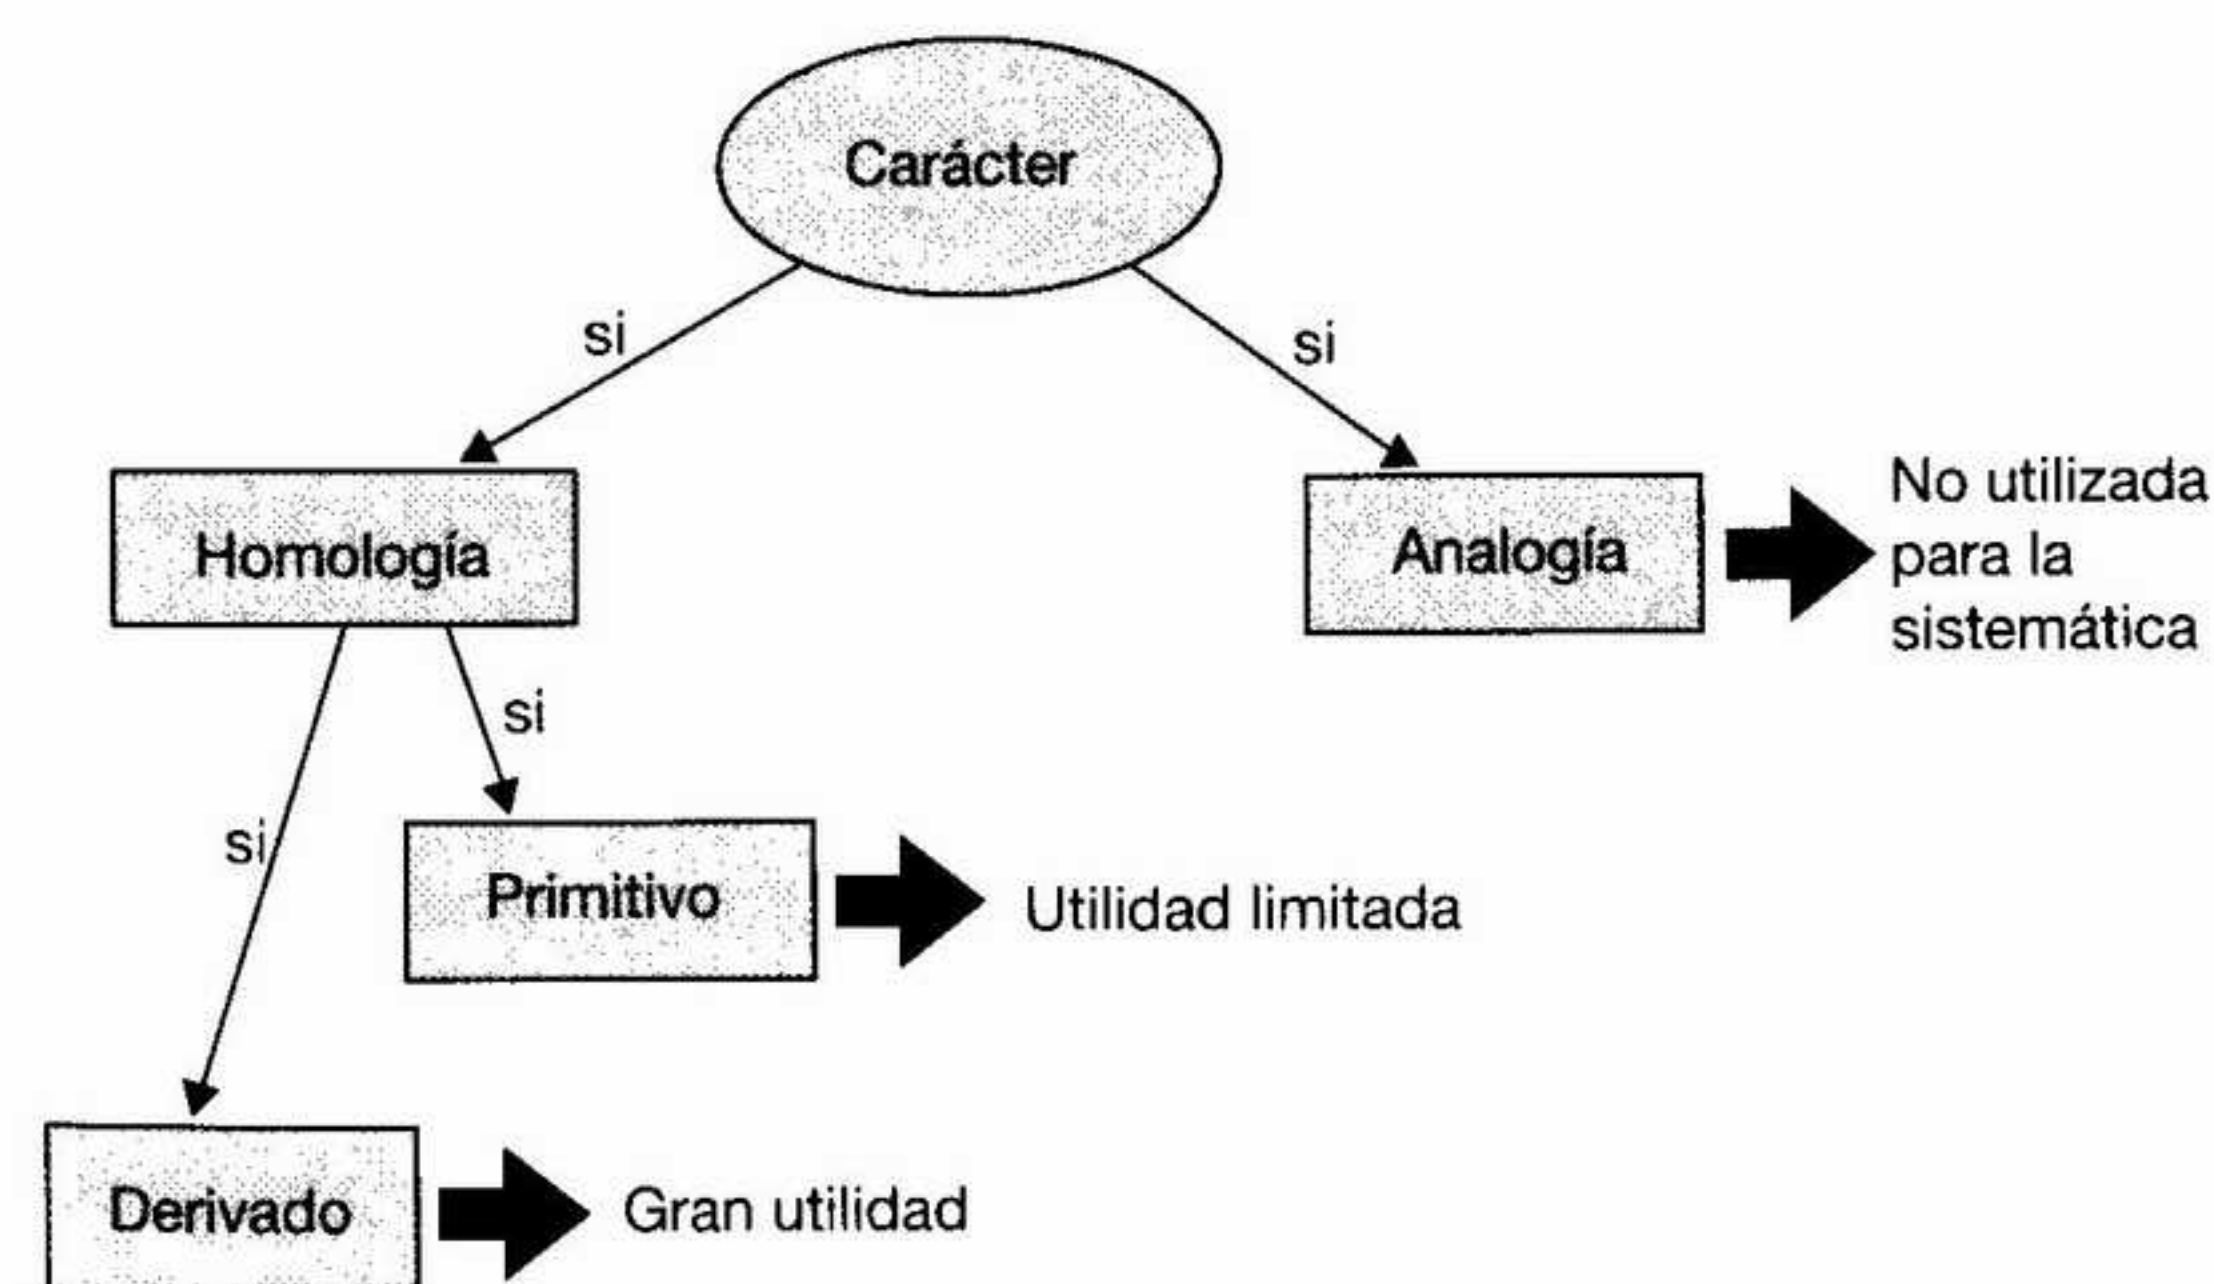 Carácter
si
si
Homología
Analogía
No utilizada
para la
sistemática
si
si
Primitivo
Utilidad limitada
Derivado
Gran utilidad